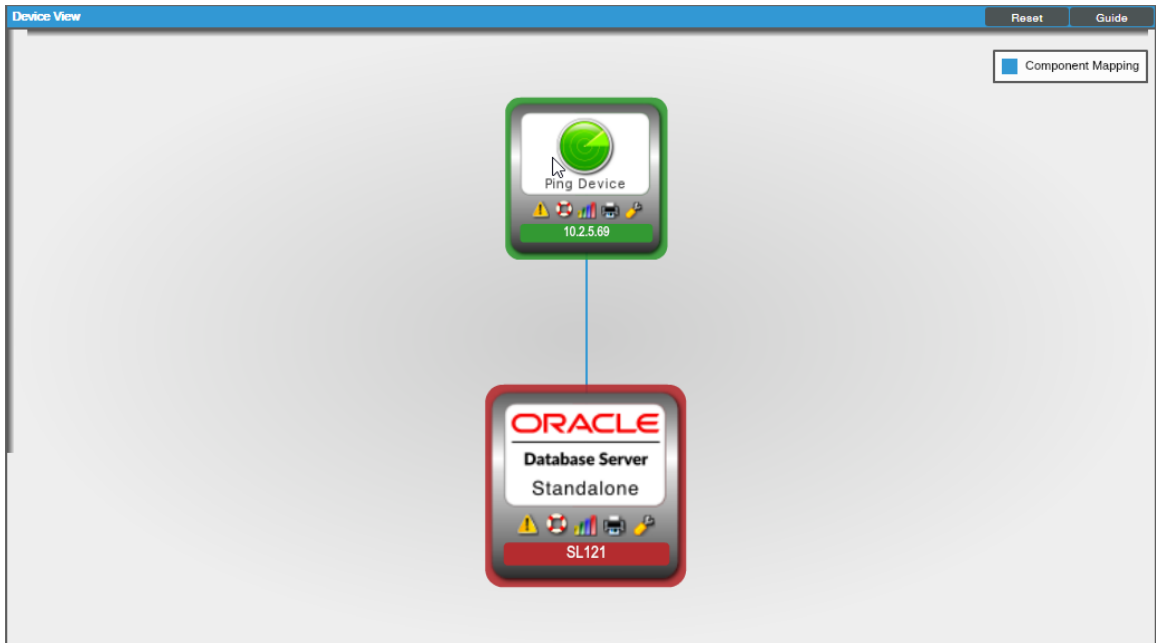 Device View
Reset
Guide
Component Mapping
Ping Device
10.2.5.69
ORACLE
Database Server
Standalone
SL121